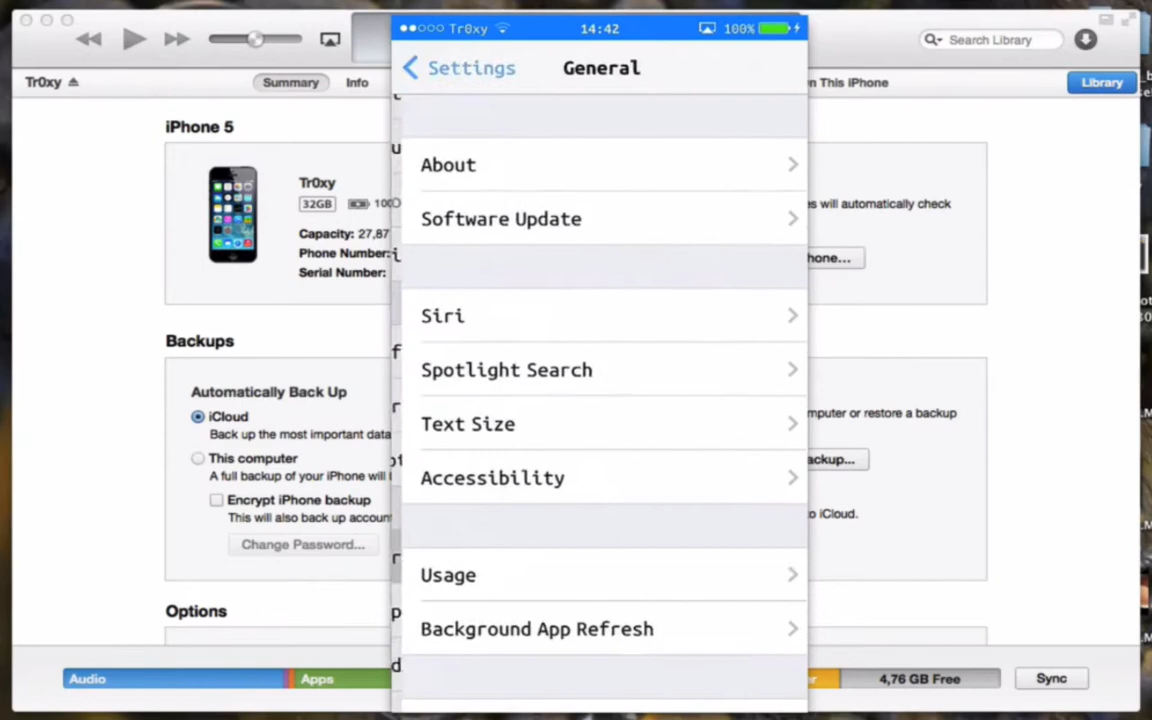 Tr0xy 14:42 100%
Search Library
Settings General
Tr0xy Summary Info
n This iPhone Library
iPhone 5
Tr0xy
32GB 100
Capacity: 27,87
Phone Number:
Serial Number:
es will automatically check
hone...
About
Software Update
Siri
Spotlight Search
Text Size
Accessibility
Usage
Background App Refresh
Backups
Automatically Back Up
iCloud
Back up the most important data
This computer
A full backup of your iPhone will
Encrypt iPhone backup
This will also back up accoun
Change Password...
mputer or restore a backup
ackup...
o iCloud.
Options
Audio Apps 4,76 GB Free Sync